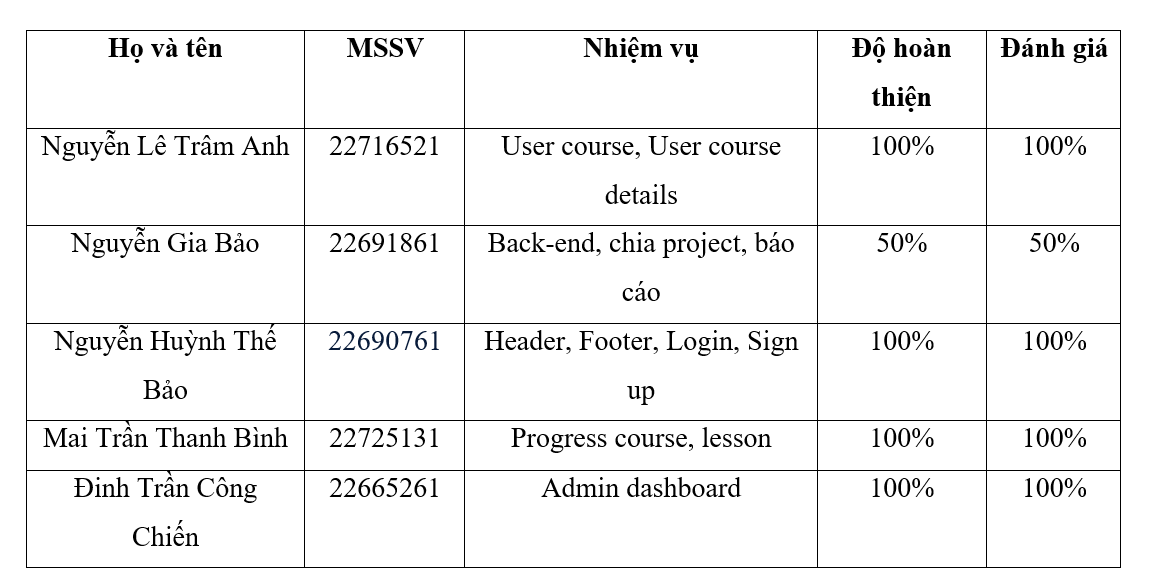 Họ và tên MSSV Nhiệm vụ Độ hoàn Đánh giá
thiện
Nguyễn Lê Trâm Anh 22716521 User course, User course 100% 100%
details
Nguyễn Gia Bảo 22691861 Back-end, chia project, báo 50% 50%
cáo
Nguyễn Huỳnh Thế 22690761 Header, Footer, Login, Sign 100% 100%
Bảo up
Mai Trần Thanh Bình 22725131 Progress course, lesson 100% 100%
Đinh Trần Công 22665261 Admin dashboard 100% 100%
Chiến